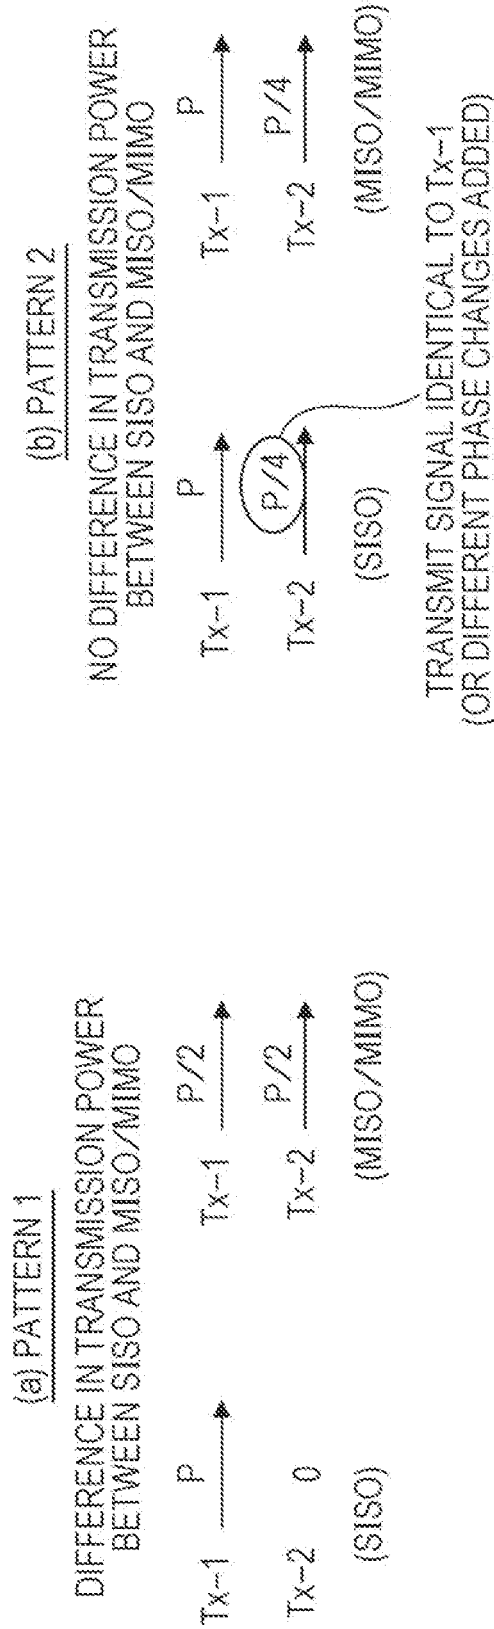 (a) PATTERN 1
DIFFERENCE IN TRANSMISSION POWER
BETWEEN SISO AND MISO/MIMO
Tx-1 P
Tx-2 0
(SISO)
Tx-1 P/2
Tx-2 P/2
(MISO/MIMO)
(b) PATTERN 2
NO DIFFERENCE IN TRANSMISSION POWER
BETWEEN SISO AND MISO/MIMO
Tx-1 P
Tx-2 P/4
(SISO)
Tx-1 P
Tx-2 P/4
(MISO/MIMO)
TRANSMIT SIGNAL IDENTICAL TO Tx-1
(OR DIFFERENT PHASE CHANGES ADDED)